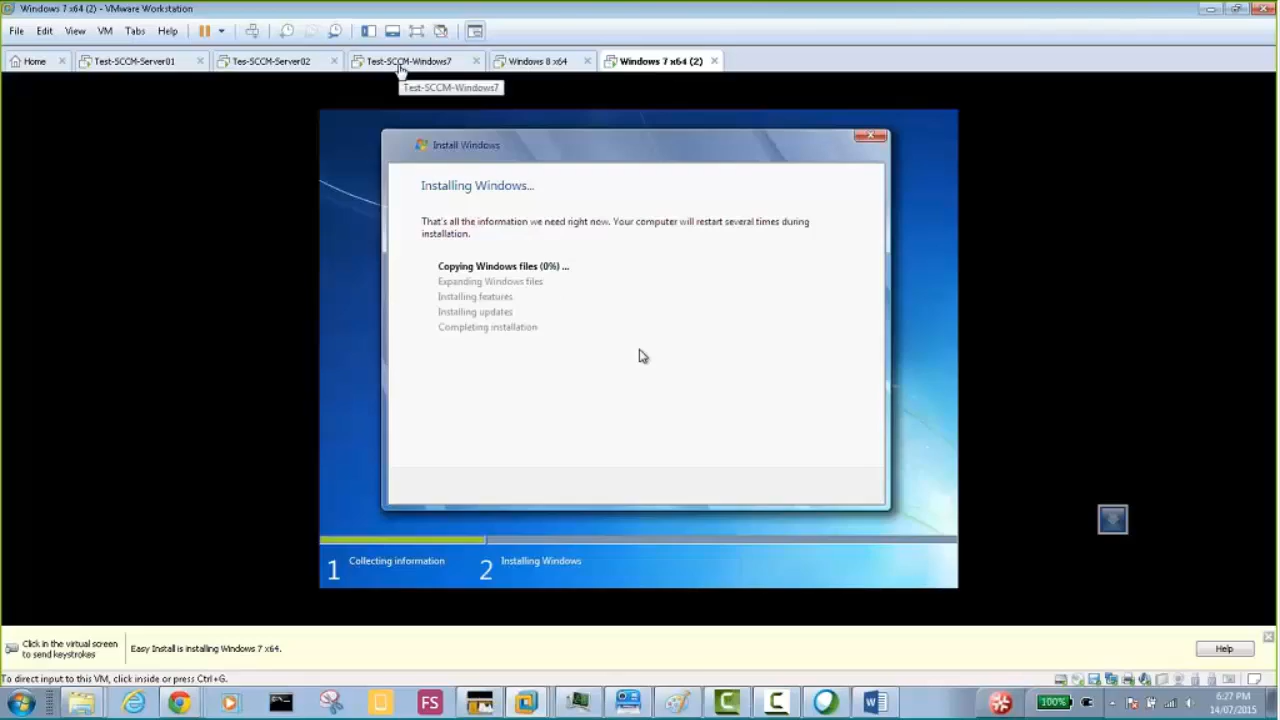 Windows 7 x64 (2) - VMware Workstation
File Edit View VM Tabs Help
Home Test-SCCM-Server01 Tes-SCCM-Server02 Test-SCCM-Windows7 Windows 8 x64 Windows 7 x64 (2)
Test-SCCM-Windows7
Install Windows
Installing Windows...
That's all the information we need right now. Your computer will restart several times during
installation.
Copying Windows files (0%) ...
Expanding Windows files
Installing features
Installing updates
Completing installation
1 Collecting information 2 Installing Windows
Click in the virtual screen
to send keystrokes
Easy Install is installing Windows 7 x64.
Help
To direct input to this VM, click inside or press Ctrl+G.
FS
100%
6:27 PM
14/07/2015